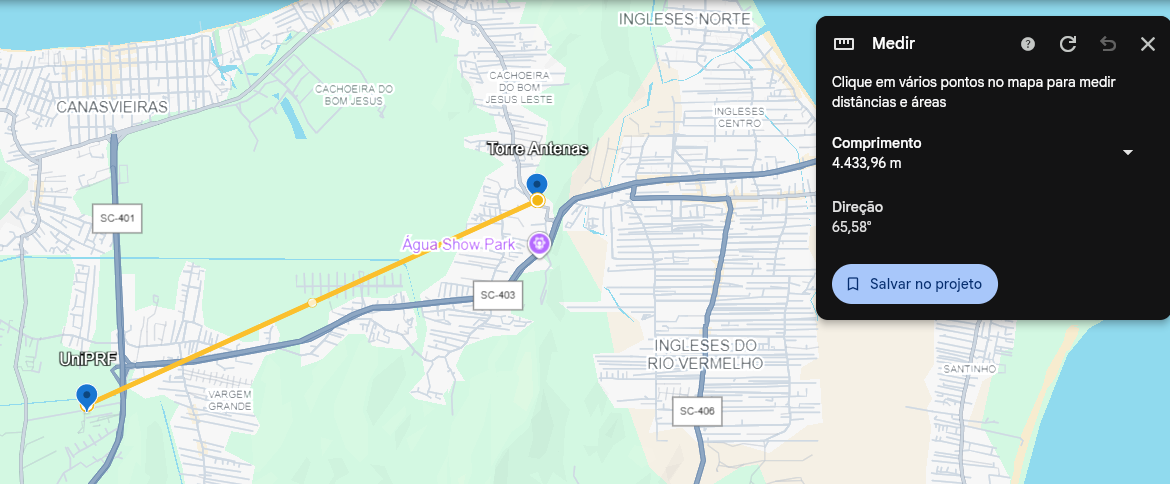 INGLESES NORTE
CANASVIEIRAS
CACHOEIRA DO
BOM JESUS
CACHOEIRA
DO BOM
JESUS LESTE
INGLESES
CENTRO
Torre Antenas
SC-401
Água Show Park
SC-403
UniPRF
VARGEM
GRANDE
INGLESES DO
RIO VERMELHO
SC-406
SANTINHO
Medir
Clique em vários pontos no mapa para medir
distâncias e áreas
Comprimento
4.433,96 m
Direção
65,58°
Salvar no projeto